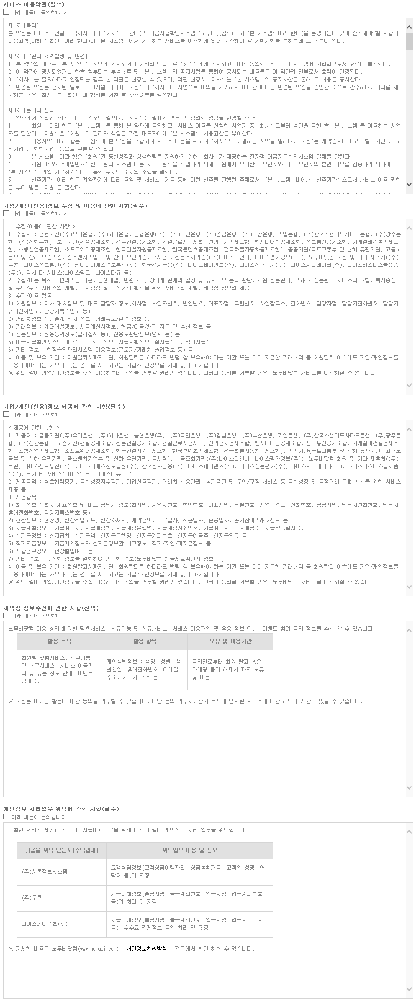 서비스 이용약관(필수)
아래 내용에 동의합니다.
제1조 [목적]
본 약관은 나이스디앤알 주식회사(이하 '회사’ 라 한다)가 대금지급확인시스템 '노무비닷컴’ (이하 '본 시스템’ 이라 한다)을 운영하는데 있어 준수해야 할 사항과
이용고객(이하 ’ 회원’ 이라 한다)이 '본 시스템’ 에서 제공하는 서비스를 이용함에 있어 준수해야 할 제반사항을 정하는데 그 목적이 있다.
제2조 [약관의 효력발생 및 변경]
1. 본 약관의 내용은 '본 시스템’ 화면에 게시하거나 기타의 방법으로 '회원’ 에게 공지하고, 이에 동의한 '회원’ 이 시스템에 가입함으로써 효력이 발생한다.
2. 이 약관에 명시되었거나 향후 첨부되는 부속서류 및 '본 시스템’ 의 공지사항을 통하여 공시되는 내용물은 이 약관의 일부로서 효력이 인정된다.
3. '회사’ 는 필요하다고 인정되는 경우 본 약관을 변경할 수 있으며, 약관 변경시 '회사’ 는 '본 시스템’ 의 공지사항을 통해 그 내용을 공시한다.
4. 변경된 약관은 공시된 날로부터 1개월 이내에 '회원’ 이 '회사’ 에 서면으로 이의를 제기하지 아니한 때에는 변경된 약관을 승인한 것으로 간주하며, 이의를 제
기하는 경우 '회사’ 는 '회원’ 과 협의를 거친 후 수용여부를 결정한다.
제3조 [용어의 정의]
이 약관에서 정의한 용어는 다음 각호와 같으며, '회사’ 는 필요한 경우 기 정의한 명칭을 변경할 수 있다.
1. '회원’ 이라 함은 '본 시스템’ 을 통해 본 약관에 동의하고, 서비스 이용을 신청한 사업자 중 '회사’ 로부터 승인을 득한 후 '본 시스템'을 이용하는 사업
자를 말한다. '회원’ 은 '회원’ 의 권리와 책임을 가진 대표자에게 '본 시스템’ 사용권한을 부여한다.
2. '이용계약’ 이라 함은 '회원’ 이 본 약관을 포함하여 서비스 이용을 위하여 '회사’ 와 체결하는 계약을 말하며, '회원'은 계약관계에 따라 '발주기관', '도
입기업', '협력기업' 등으로 구분할 수 있다.
3. '본 시스템’ 이라 함은 '회원'간 동반성장과 상생협력을 지원하기 위해 '회사’ 가 제공하는 전자적 대금지급확인시스템 일체를 말한다.
4. '회원ID” 와 “비밀번호’ 란 회원의 시스템 이용 시 '회원’ 을 식별하기 위해 회원에게 부여한 고유번호와 이 고유번호의 본인 여부를 검증하기 위하여
'본 시스템’ 가입 시 '회원’ 이 등록한 문자와 숫자의 조합을 말한다.
5. '발주기관’ 이라 함은 계약관계에 따라 용역 및 서비스, 제품 등에 대한 발주를 진행한 주체로서, '본 시스템’ 내에서 '발주기관’ 으로서 서비스 이용 권한
을 부여 받은 '회원'을 말한다.
기업/개인(신용)정보 수집 및 이용에 관한 사항(필수)
아래 내용에 동의합니다.
<. 수집/이용에 관한 사항 >
1. 수집처 : 금융기관((주)우리은행, (주)하나은행, 농협은행(주), (주)국민은행, (주)경남은행, (주)부산은행, 기업은행, (주)한국스탠다드차타드은행, (주)광주은
행, (주)신한은행), 보증기관(건설공제조합, 전문건설공제조합, 건설근로자공제회, 전기공사공제조합, 엔지니어링공제조합, 정보통신공제조합, 기계설비건설공제조
합, 소방산업공제조합, 소프트웨어공제조합, 한국건설자원공제조합, 한국콘텐츠공제조합, 전국화물자동차공제조합), 공공기관(국토교통부 및 산하 유관기관, 고용노
동부 및 산하 유관기관, 중소벤처기업부 및 산하 유관기관, 국세청), 신용조회기관((주)나이스디앤비, 나이스평가정보(주)), 노무비닷컴 회원 및 기타 제휴처((주)
쿠콘, 나이스정보통신(주), 케이아이에스정보통신(주), 한국전자금융(주), 나이스페이먼츠(주), 나이스신용평가(주), 나이스지니데이타(주), 나이스비즈니스플랫폼
(주)), 당사 타 서비스(나이스윙크, 나이스다큐 등)
2. 수집/이용 목적 : 편의기능 제공, 분쟁해결, 민원처리, 상거래 관계의 설정 및 유지여부 등의 판단, 회원 신용관리, 거래처 신용관리 서비스의 개발, 복지증진
및 구인/구직 서비스의 개발, 동반성장 및 공정거래 확산을 위한 서비스의 개발, 혜택성 정보의 제공 등
3. 수집/이용 항목
1) 회원정보 : 회사 개요정보 및 대표 담당자 정보(회사명, 사업자번호, 법인번호, 대표자명, 우편번호, 사업장주소, 전화번호, 담당자명, 담당자전화번호, 담당자
휴대전화번호, 담당자팩스번호 등)
2) 거래처정보 : 매출/매입자 정보, 거래규모/실적 정보 등
3) 거래정보 : 계좌개설정보, 세금계산서정보, 현금/어음/채권 지급 및 수신 정보 등
4) 신용정보 : 신용능력정보(납세실적 등), 신용도판단정보(연체 등) 등
5) 대금지급확인시스템 이용정보 : 현장정보, 지급계획정보, 실지급정보, 적기지급정보 등
6) 기타 정보 : 현장출입관리시스템 이용정보(근로자/거래처 출입정보 등) 등
4. 이용 및 보유 기간 : 회원탈퇴시까지. 단, 회원탈퇴를 하더라도 법령 상 보유해야 하는 기간 또는 이미 지급한 거래내역 등 회원탈퇴 이후에도 기업/개인정보를
이용하여야 하는 사유가 있는 경우를 제외하고는 기업/개인정보를 지체 없이 파기합니다.
※ 위와 같이 기업/개인정보를 수집 이용하는데 동의를 거부할 권리가 있습니다. 그러나 동의를 거부할 경우, 노무비닷컴 서비스를 이용하실 수 없습니다.
기업/개인(신용)정보 제공에 관한 사항(필수)
아래 내용에 동의합니다.
< 제공에 관한 사항 >
1. 제공처 : 금융기관((주)우리은행, (주)하나은행, 농협은행(주), (주)국민은행, (주)경남은행, (주)부산은행, 기업은행, (주)한국스탠다드차타드은행, (주)광주은
행, (주)신한은행), 보증기관(건설공제조합, 전문건설공제조합, 건설근로자공제회, 전기공사공제조합, 엔지니어링공제조합, 정보통신공제조합, 기계설비건설공제조
합, 소방산업공제조합, 소프트웨어공제조합, 한국건설자원공제조합, 한국콘텐츠공제조합, 전국화물자동차공제조합), 공공기관(국토교통부 및 산하 유관기관, 고용노
동부 및 산하 유관기관, 중소벤처기업부 및 산하 유관기관, 국세청), 신용조회기관((주)나이스디앤비, 나이스평가정보(주)), 노무비닷컴 회원 및 기타 제휴처((주)
쿠콘, 나이스정보통신(주), 케이아이에스정보통신(주), 한국전자금융(주), 나이스페이먼츠(주), 나이스신용평가(주), 나이스지니데이타(주), 나이스비즈니스플랫폼
(주)), 당사 타 서비스(나이스윙크, 나이스다큐 등)
2. 제공목적 : 상호협력평가, 동반성장지수평가, 기업신용평가, 거래처 신용관리, 복지증진 및 구인/구직 서비스 등 동반성장 및 공정거래 문화 확산을 위한 서비스
제공 등
3. 제공항목
1) 회원정보 : 회사 개요정보 및 대표 담당자 정보(회사명, 사업자번호, 법인번호, 대표자명, 우편번호, 사업장주소, 전화번호, 담당자명, 담당자전화번호, 담당자
휴대전화번호, 담당자팩스번호 등)
2) 현장정보 : 현장명, 현장식별코드, 현장소재지, 계약금액, 계약일자, 착공일자, 준공일자, 공사참여거래처정보 등
3) 지급계획정보 : 지급예정처, 지급예정액, 지급예정은행명, 지급예정계좌번호, 지급예정계좌번호예금주, 지급약속일자 등
4) 실지급정보 : 실지급처, 실지급액, 실지급은행명, 실지급계좌번호, 실지급예금주, 실지급일자 등
5) 적기지급정보 : 지급계획정보와 실지급정보간 비교정보, 적기/지연/미지급정보 등
6) 적합청구정보 : 현장출입여부 등
7) 기타 정보 : 수집한 정보를 결합하여 가공한 정보(노무비닷컴 체불제로확인서 정보 등)
4. 이용 및 보유 기간 : 회원탈퇴시까지. 단, 회원탈퇴를 하더라도 법령 상 보유해야 하는 기간 또는 이미 지급한 거래내역 등 회원탈퇴 이후에도 기업/개인정보를
이용하여야 하는 사유가 있는 경우를 제외하고는 기업/개인정보를 지체 없이 파기합니다.
※ 위와 같이 기업/개인정보를 수집 이용하는데 동의를 거부할 권리가 있습니다. 그러나 동의를 거부할 경우, 노무비닷컴 서비스를 이용하실 수 없습니다.
혜택성 정보수신에 관한 사항(선택)
아래 내용에 동의합니다.
노무비닷컴 이용 상의 회원별 맞춤서비스, 신규기능 및 신규서비스, 서비스 이용편의 및 유용 정보 안내, 이벤트 참여 등의 정보를 수신 할 수 있습니다.
활용 목적
활용 항목
보유 및 이용기간
회원별 맞춤서비스, 신규기능
및 신규서비스, 서비스 이용편
의 및 유용 정보 안내, 이벤트
참여 등
개인식별정보 : 성명, 성별, 생
년월일, 휴대전화번호, 이메일
주소, 거주지 주소 등
동의일로부터 회원 탈퇴 혹은
마케팅 동의 해제시 까지 보유
및 이용
※ 회원은 마케팅 활용에 대한 동의를 거부할 수 있습니다. 다만 동의 거부시, 상기 목적에 명시된 서비스에 대한 혜택에 제한이 있을 수 있습니다.
개인정보 처리업무 위탁에 관한 사항(필수)
아래 내용에 동의합니다.
원활한 서비스 제공(고객응대, 지급이체 등)을 위해 아래와 같이 개인정보 처리 업무를 위탁합니다.
취급을 위탁 받는자(수탁업체)
위탁업무 내용 및 정보
(주)서울정보시스템
고객상담정보(고객상담이력관리, 상담녹취저장, 고객의 성명, 연
락처 등)의 저장
(주)쿠콘
지급이체정보(출금자명, 출금계좌번호, 입금자명, 입금계좌번호
등)의 처리 및 저장
나이스페이먼츠(주)
지급이체정보(출금자명, 출금계좌번호, 입금자명, 입금계좌번호
등), 수수료 결제정보 등의 처리 및 저장
※ 자세한 내용은 노무비닷컴(www.nomubi.com) ‘개인정보처리방침’ 전문에서 확인 하실 수 있습니다.